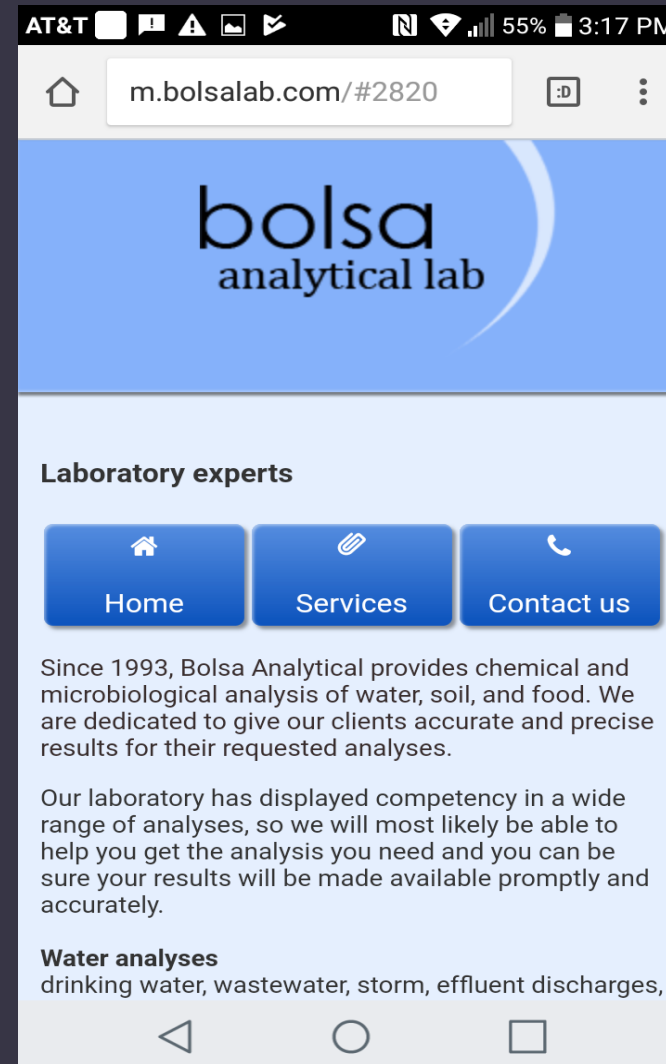 AT&T 55% 3:17 PM
m.bolsalab.com/#2820 :D
bolsa
analytical lab
Laboratory experts
Home Services Contact us
Since 1993, Bolsa Analytical provides chemical and
microbiological analysis of water, soil, and food. We
are dedicated to give our clients accurate and precise
results for their requested analyses.
Our laboratory has displayed competency in a wide
range of analyses, so we will most likely be able to
help you get the analysis you need and you can be
sure your results will be made available promptly and
accurately.
Water analyses
drinking water, wastewater, storm, effluent discharges,